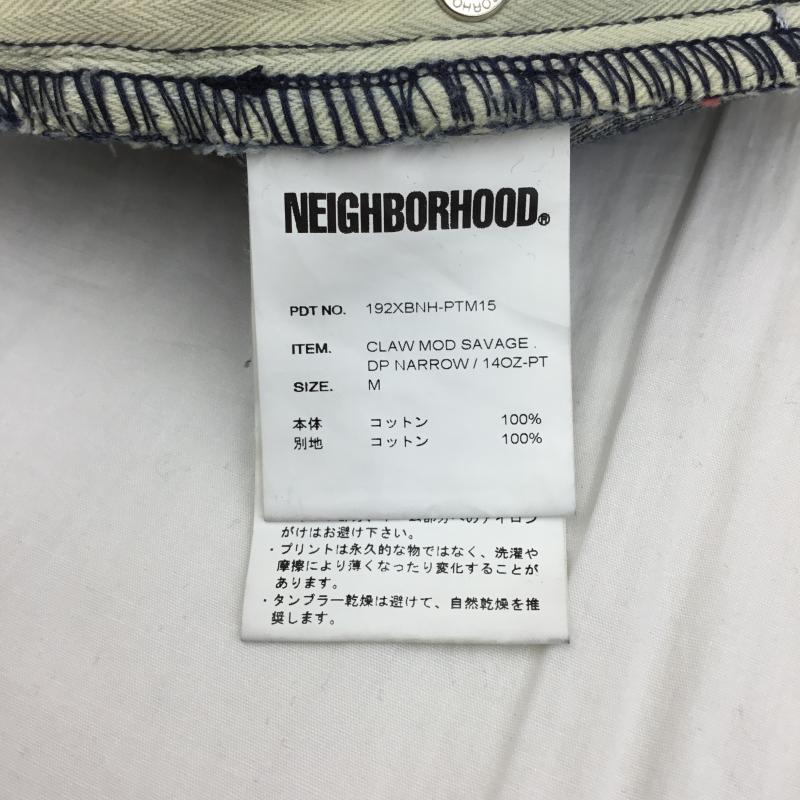 NEIGHBORHOOD®
PDT NO. 192XBNH-PTM15
ITEM. CLAW MOD SAVAGE .
DP NARROW / 14OZ-PT
SIZE. M
本体 コットン 100%
別地 コットン 100%
がけはお避け下さい。
・プリントは永久的な物ではなく、洗濯や
摩擦により薄くなったり変化することが
あります。
・タンブラー乾燥は避けて、自然乾燥を推
奨します。